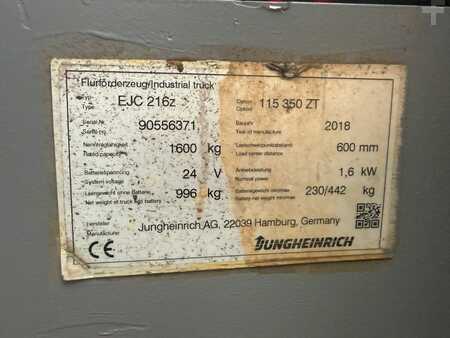 Flurförderzeug/Industrial truck
Typ
Type
EJC 216z
Option
Option
115 350 ZT
Serial-Nr.
Serial-no.
90556371
Baujahr
Year of manufacture
2018
Nenntragfähigkeit
Rated capacity
1600 kg
Lastschwerpunktabstand
Load center distance
600 mm
Batteriespannung
System voltage
24 V
Antriebsleistung
Nominal power
1,6 kW
Leergewicht ohne Batterie
Net weight of truck w/o battery
996 kg
Batteriegewicht min/max
Battery-net weight min/max
230/442 kg
Hersteller
Manufacturer
Jungheinrich AG, 22039 Hamburg, Germany
CE
JUNGHEINRICH